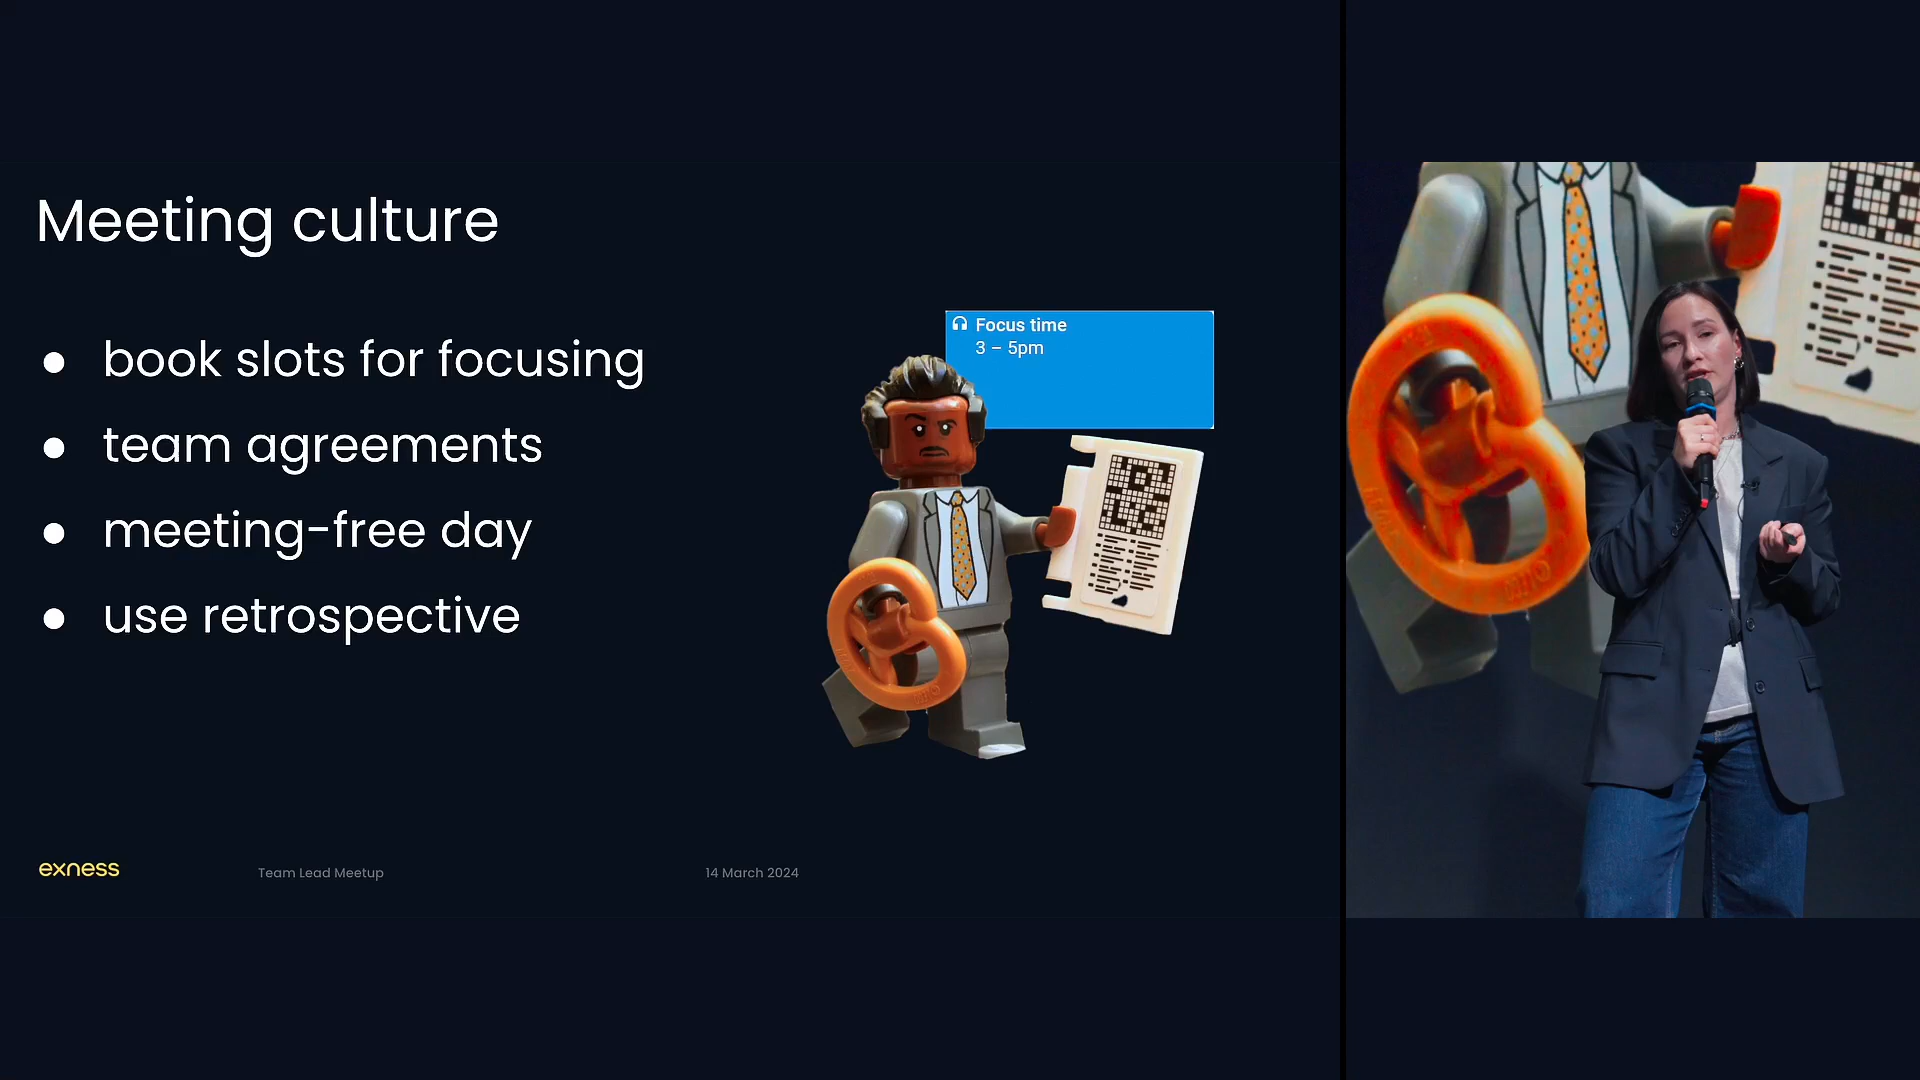 Meeting culture
● book slots for focusing
● team agreements
● meeting-free day
● use retrospective
Focus time
3 – 5pm
exness
Team Lead Meetup
14 March 2024